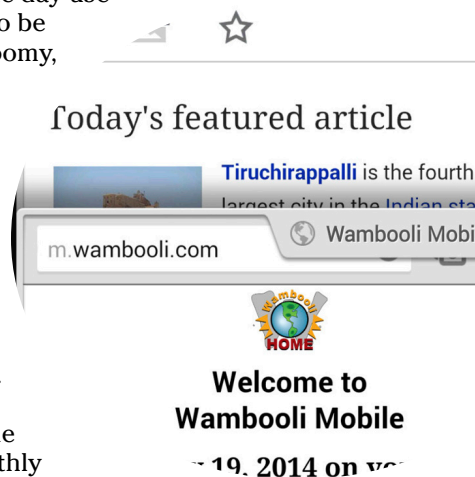 day use
o be
oomy,
Today's featured article
Tiruchirappalli is the fourth
largest city in the Indian sta
m.wambooli.com
Wambooli Mobi
Wambooli
HOME
Welcome to
Wambooli Mobile
thly
19, 2014 on